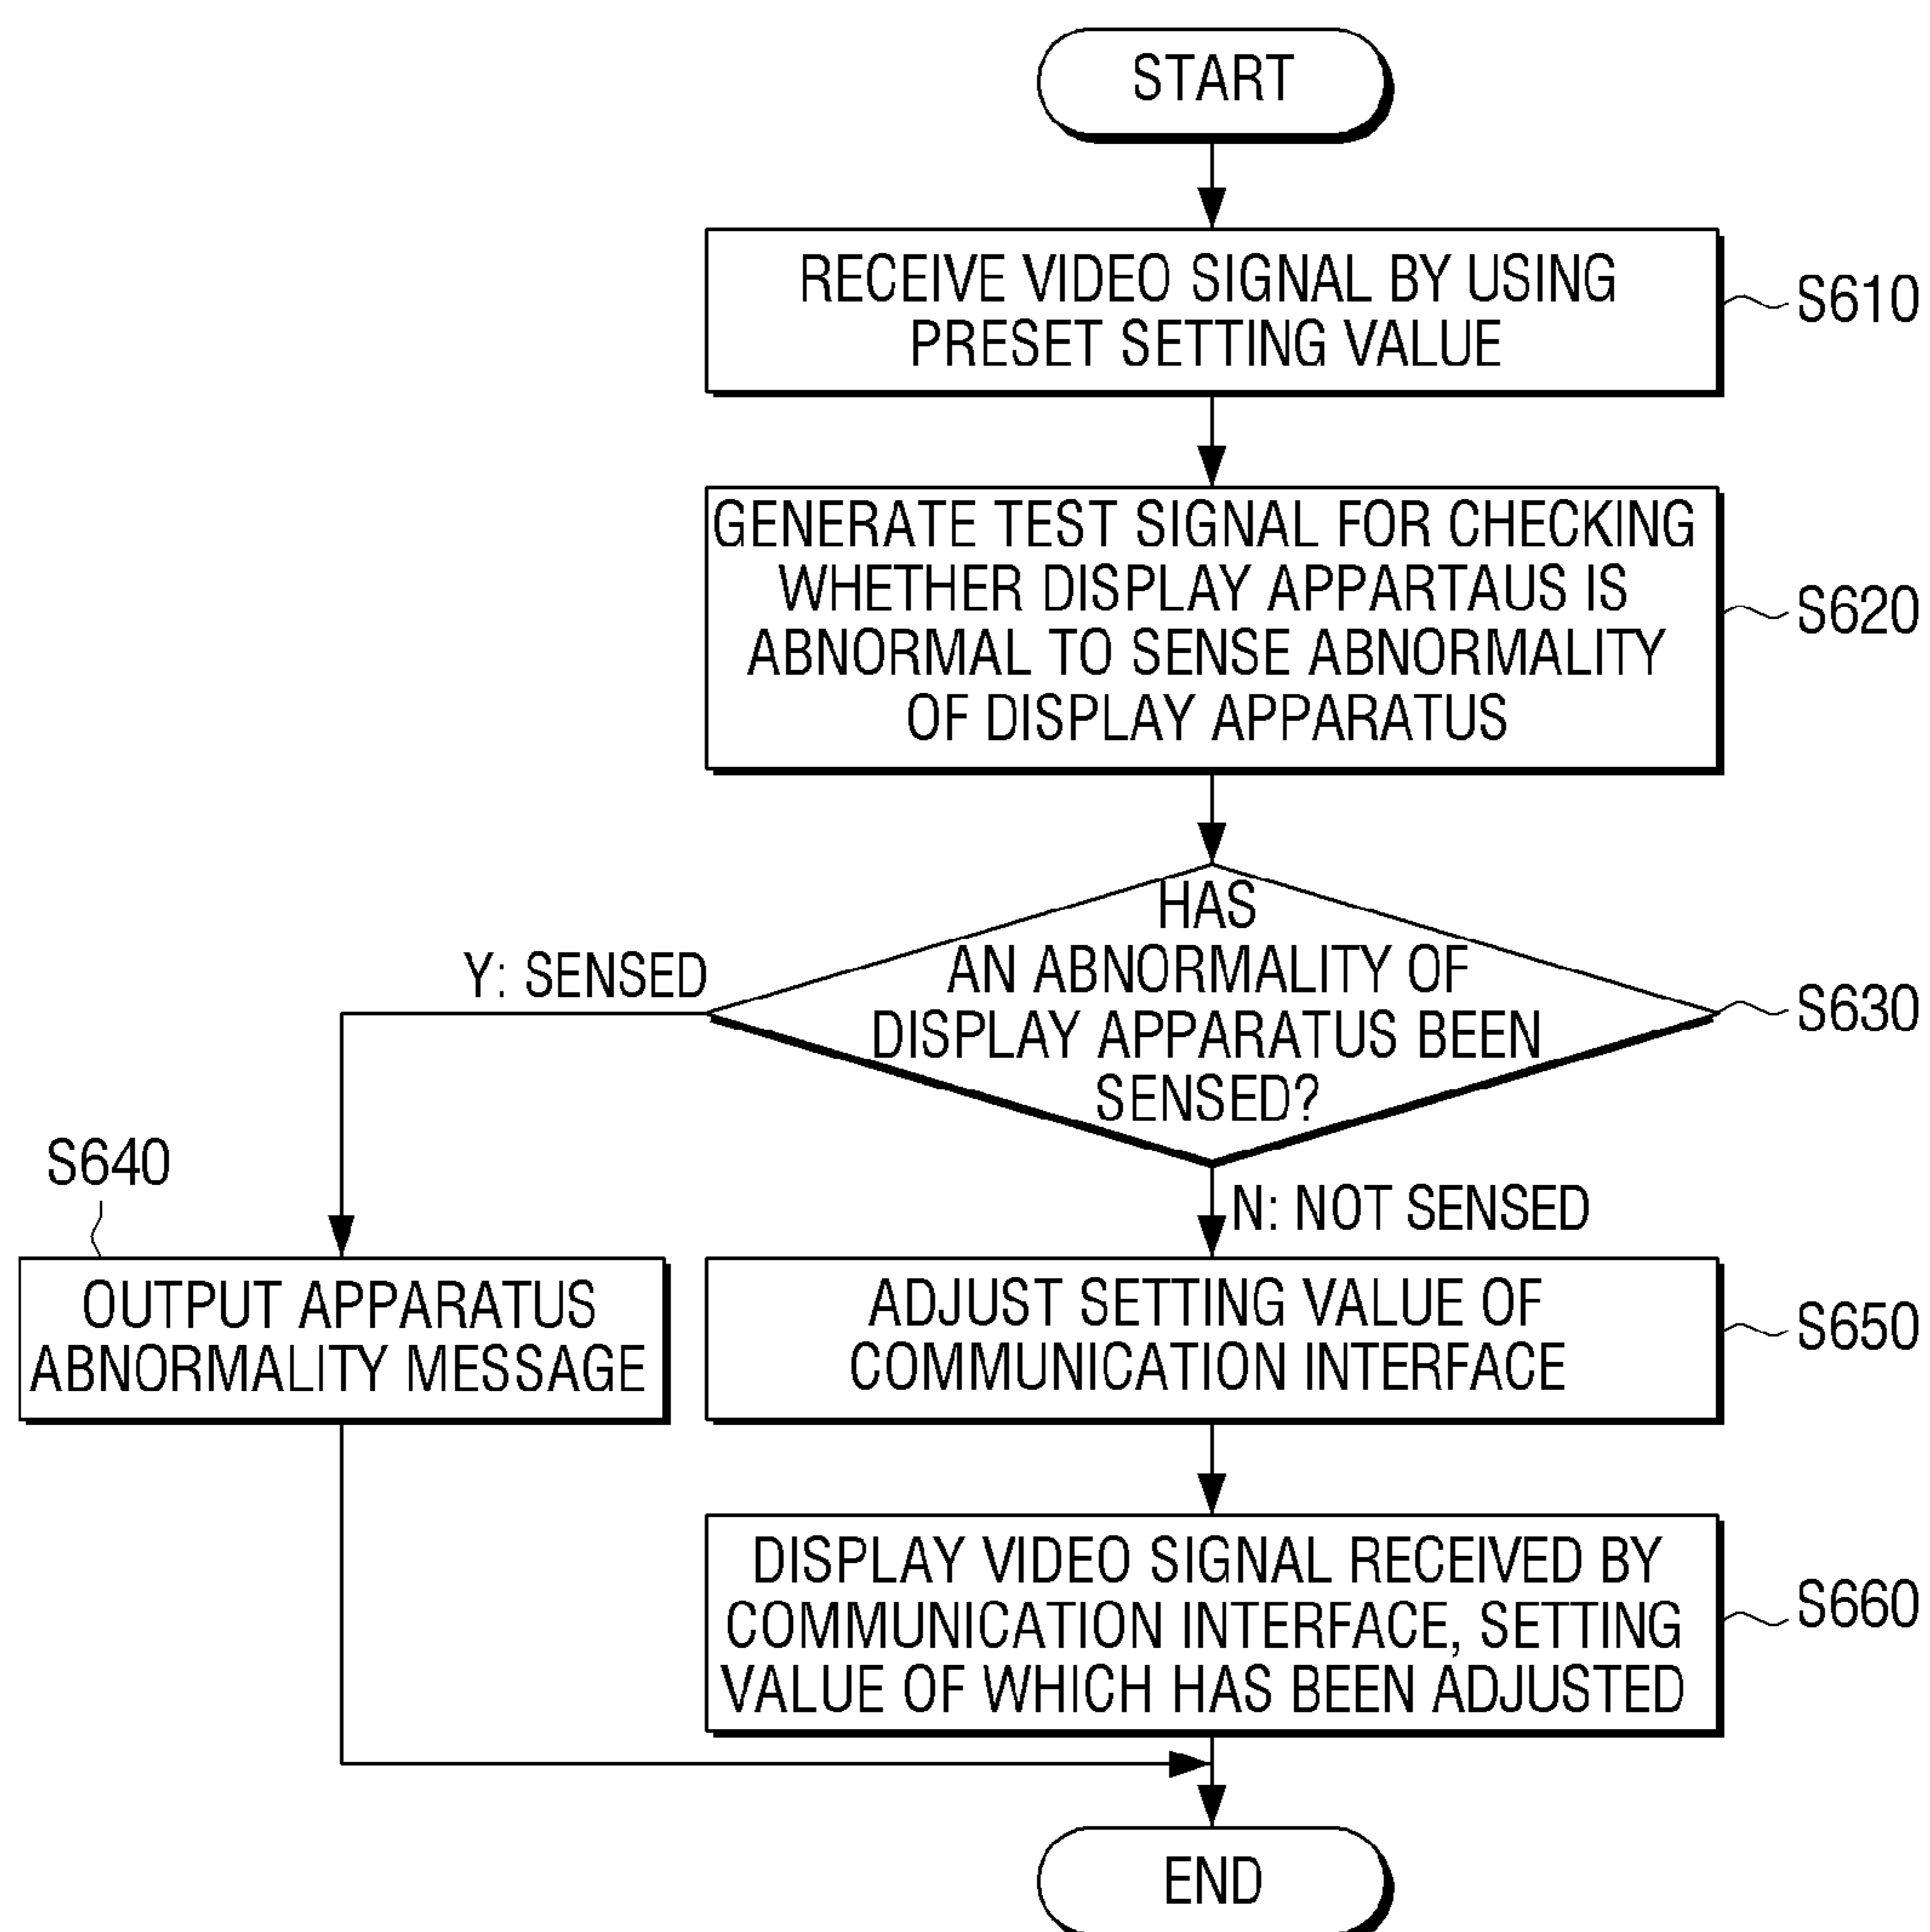 START
RECEIVE VIDEO SIGNAL BY USING
PRESET SETTING VALUE
S610
GENERATE TEST SIGNAL FOR CHECKING
WHETHER DISPLAY APPARTAUS IS
ABNORMAL TO SENSE ABNORMALITY
OF DISPLAY APPARATUS
S620
HAS
AN ABNORMALITY OF
DISPLAY APPARATUS BEEN
SENSED?
S630
Y: SENSED
N: NOT SENSED
S640
OUTPUT APPARATUS
ABNORMALITY MESSAGE
ADJUST SETTING VALUE OF
COMMUNICATION INTERFACE
S650
DISPLAY VIDEO SIGNAL RECEIVED BY
COMMUNICATION INTERFACE, SETTING
VALUE OF WHICH HAS BEEN ADJUSTED
S660
END